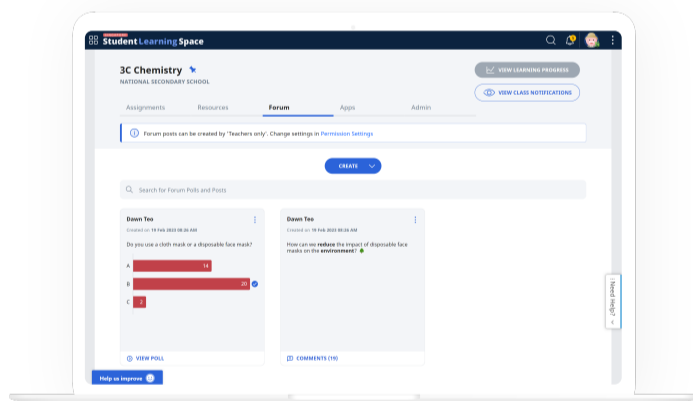 Student Learning Space
3C Chemistry
NATIONAL SECONDARY SCHOOL
VIEW LEARNING PROGRESS
VIEW CLASS NOTIFICATIONS
Assignments Resources Forum Apps Admin
Forum posts can be created by 'Teachers only'. Change settings in Permission Settings
CREATE
Search for Forum Polls and Posts
Dawn Teo
Created on 19 Feb 2023 08:26 AM
Do you use a cloth mask or a disposable face mask?
A 14
B 20
C 2
VIEW POLL
Dawn Teo
Created on 19 Feb 2023 08:26 AM
How can we reduce the impact of disposable face
masks on the environment?
COMMENTS (19)
Need Help?
Help us improve